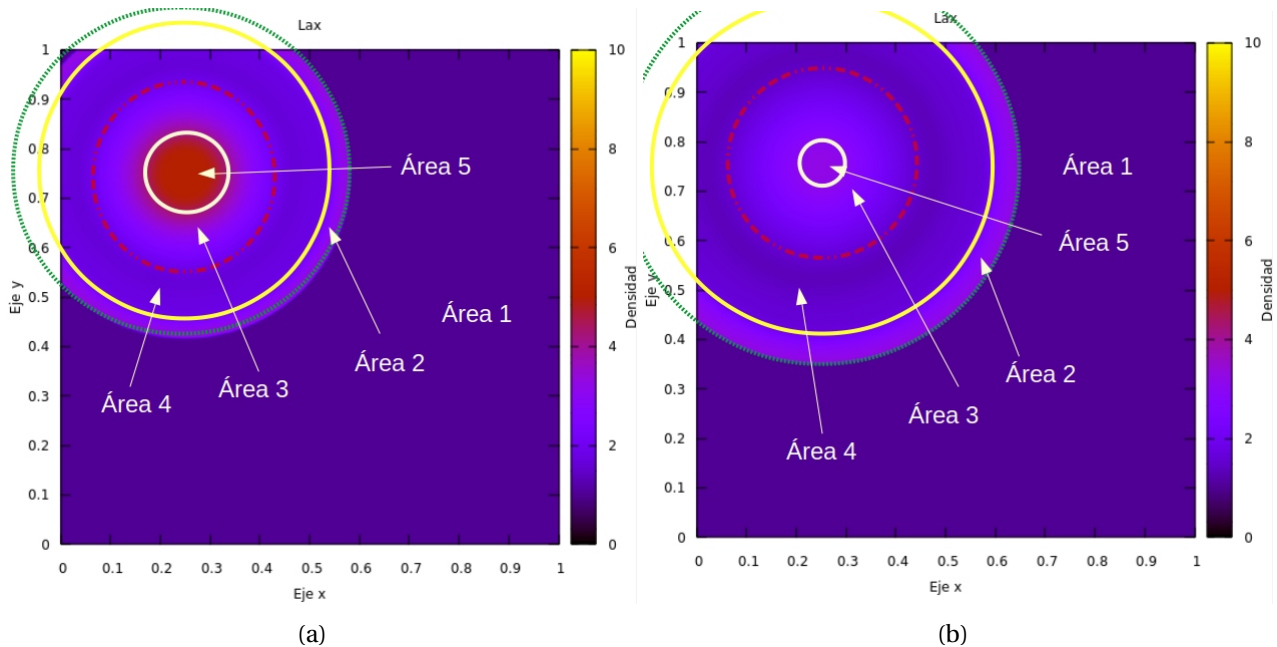 Lax
1
0.9
0.8
0.7
0.6
0.5
0.4
0.3
0.2
0.1
0
Eje y
0 0.1 0.2 0.3 0.4 0.5 0.6 0.7 0.8 0.9 1
Eje x
10
8
6
4
2
0
Densidad
Área 5
Área 1
Área 2
Área 3
Área 4
(a)
Lax
1
0.9
0.8
0.7
0.6
0.5
0.4
0.3
0.2
0.1
0
Eje y
0 0.1 0.2 0.3 0.4 0.5 0.6 0.7 0.8 0.9 1
Eje x
10
8
6
4
2
0
Densidad
Área 1
Área 5
Área 2
Área 3
Área 4
(b)